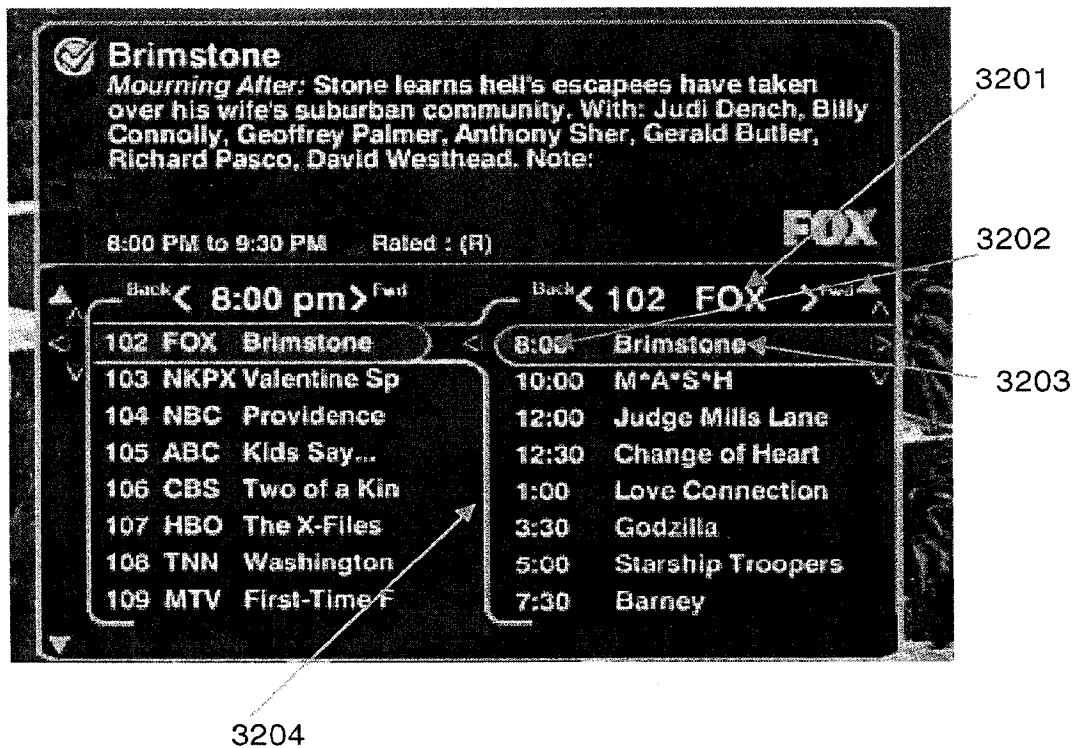 Brimstone
Mourning After: Stone learns hell's escapees have taken
over his wife's suburban community. With: Judi Dench, Billy
Connolly, Geoffrey Palmer, Anthony Sher, Gerald Butler,
Richard Pasco, David Westhead. Note:
8:00 PM to 9:30 PM Rated : (R)
FOX
Back < 8:00 pm > Fwd
102 FOX Brimstone
103 NKPX Valentine Sp
104 NBC Providence
105 ABC Kids Say...
106 CBS Two of a Kin
107 HBO The X-Files
108 TNN Washington
109 MTV First-Time F
Back < 102 FOX > Fwd
8:00 Brimstone
10:00 M*A*S*H
12:00 Judge Mills Lane
12:30 Change of Heart
1:00 Love Connection
3:30 Godzilla
5:00 Starship Troopers
7:30 Barney
3201
3202
3203
3204